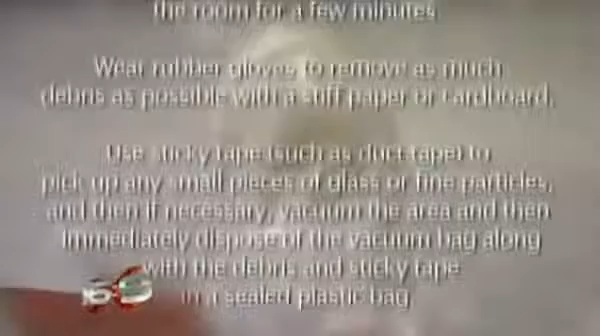 the room for a few minutes
Wear rubber gloves to remove as much
debris as possible with a stiff paper or cardboard.
Use sticky tape (such as duct tape) to
pick up any small pieces of glass or fine particles,
and then if necessary, vacuum the area and then
immediately dispose of the vacuum bag along
with the debris and sticky tape
in a sealed plastic bag